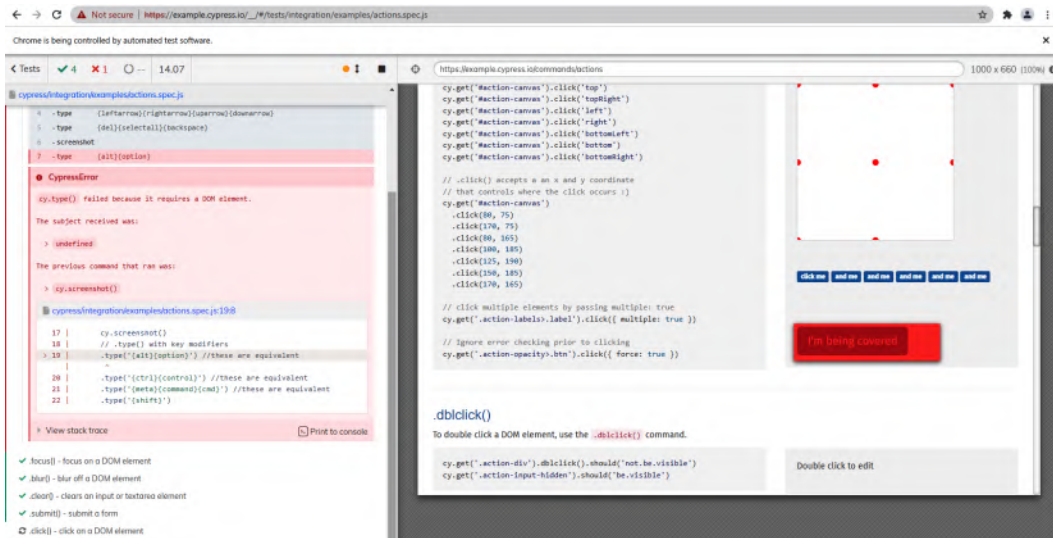 Not secure | https://example.cypress.io/__/#/tests/integration/examples/actions.spec.js
Chrome is being controlled by automated test software.
Tests 4 1 -- 14.07
cypress/integration/examples/actions.spec.js
4 -type {leftarrow}{rightarrow}{uparrow}{downarrow}
5 -type {del}{selectall}{backspace}
6 -screenshot
7 -type {alt}{option}
CypressError
cy.type() failed because it requires a DOM element.
The subject received was:
> undefined
The previous command that ran was:
> cy.screenshot()
cypress/integration/examples/actions.spec.js:19:8
17 | cy.screenshot()
18 | // .type() with key modifiers
> 19 | .type('{alt}{option}') //these are equivalent
| ^
20 | .type('{ctrl}{control}') //these are equivalent
21 | .type('{meta}{command}{cmd}') //these are equivalent
22 | .type('{shift}')
View stack trace
Print to console
.focus() - focus on a DOM element
.blur() - blur off a DOM element
.clear() - clears an input or textarea element
.submit() - submit a form
.click() - click on a DOM element
https://example.cypress.io/commands/actions
1000 x 660 (100%)
cy.get('#action-canvas').click('top')
cy.get('#action-canvas').click('topRight')
cy.get('#action-canvas').click('left')
cy.get('#action-canvas').click('right')
cy.get('#action-canvas').click('bottomLeft')
cy.get('#action-canvas').click('bottom')
cy.get('#action-canvas').click('bottomRight')
// .click() accepts a an x and y coordinate
// that controls where the click occurs :)
cy.get('#action-canvas')
.click(80, 75)
.click(170, 75)
.click(80, 165)
.click(100, 185)
.click(125, 190)
.click(150, 185)
.click(170, 165)
// click multiple elements by passing multiple: true
cy.get('.action-labels>.label').click({ multiple: true })
// Ignore error checking prior to clicking
cy.get('.action-opacity>.btn').click({ force: true })
click me and me and me and me and me and me
I'm being covered
.dblclick()
To double click a DOM element, use the .dblclick() command.
cy.get('.action-div').dblclick().should('not.be.visible')
cy.get('.action-input-hidden').should('be.visible')
Double click to edit